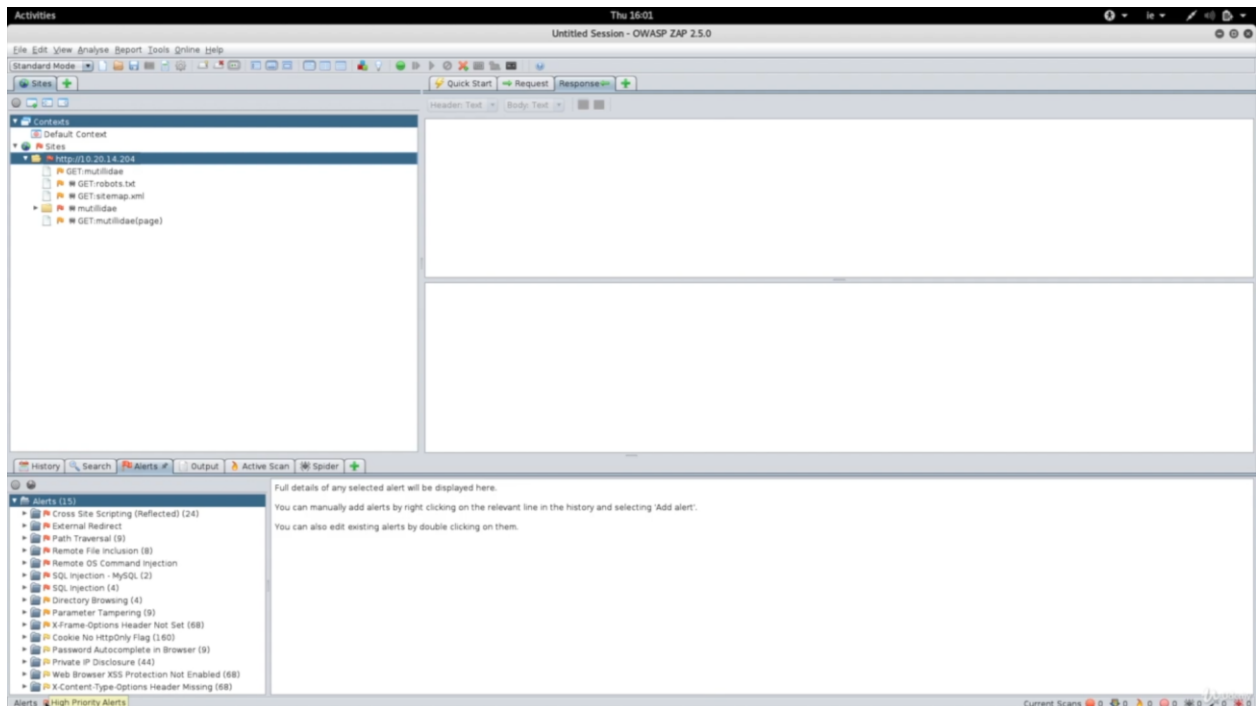 Activities
Thu 16:01
ie
Untitled Session - OWASP ZAP 2.5.0
File Edit View Analyse Report Tools Online Help
Standard Mode
Sites
Quick Start
Request
Response
Header: Text
Body: Text
Contexts
Default Context
Sites
http://10.20.14.204
GET:mutillidae
GET:robots.txt
GET:sitemap.xml
mutillidae
GET:mutillidae(page)
History
Search
Alerts
Output
Active Scan
Spider
Alerts (15)
Cross Site Scripting (Reflected) (24)
External Redirect
Path Traversal (9)
Remote File Inclusion (8)
Remote OS Command Injection
SQL Injection - MySQL (2)
SQL Injection (4)
Directory Browsing (4)
Parameter Tampering (9)
X-Frame-Options Header Not Set (68)
Cookie No HttpOnly Flag (160)
Password Autocomplete in Browser (9)
Private IP Disclosure (44)
Web Browser XSS Protection Not Enabled (68)
X-Content-Type-Options Header Missing (68)
Full details of any selected alert will be displayed here.
You can manually add alerts by right clicking on the relevant line in the history and selecting 'Add alert'.
You can also edit existing alerts by double clicking on them.
Alerts
High Priority Alerts
Current Scans 0 0 0 0 0 0 0